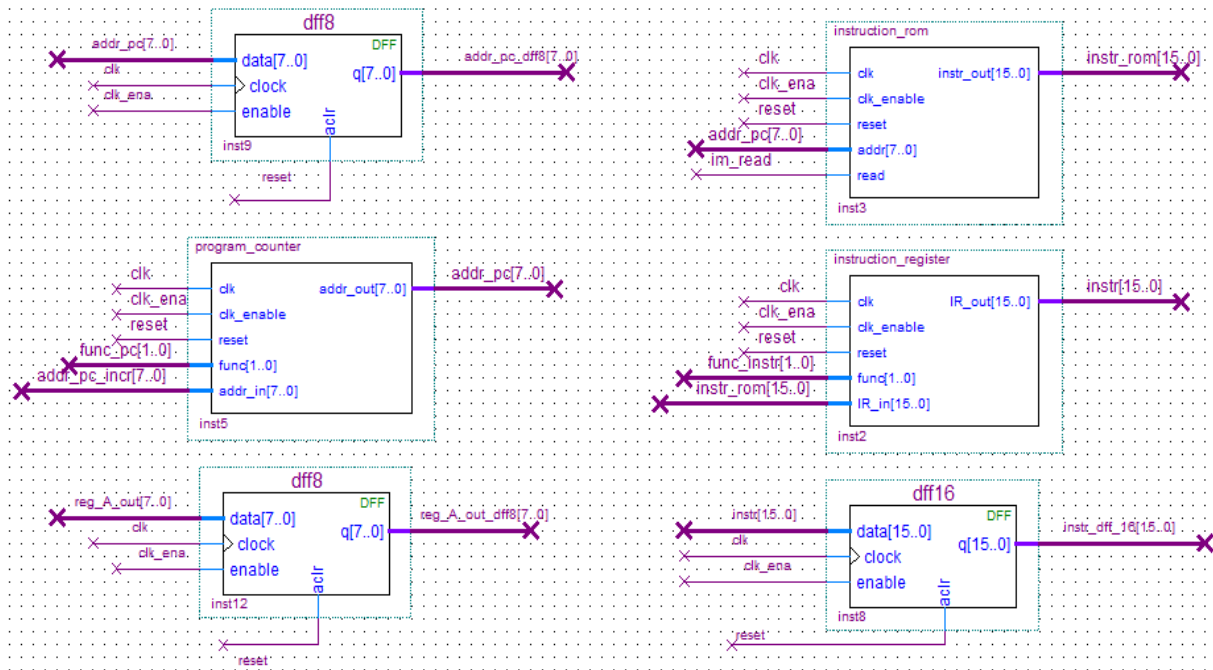 dff8
addr_pc[7..0]
clk
clk_ena
data[7..0]
clock
enable
DFF
q[7..0]
aclr
addr_pc_dff8[7..0]
inst9
reset
instruction_rom
clk
clk_ena
reset
addr_pc[7..0]
im_read
clk
clk_enable
reset
addr[7..0]
read
instr_out[15..0]
instr_rom[15..0]
inst3
program_counter
clk
clk_ena
reset
func_pc[1..0]
addr_pc_incr[7..0]
clk
clk_enable
reset
func[1..0]
addr_in[7..0]
addr_out[7..0]
addr_pc[7..0]
inst5
instruction_register
clk
clk_ena
reset
func_instr[1..0]
instr_rom[15..0]
clk
clk_enable
reset
func[1..0]
IR_in[15..0]
IR_out[15..0]
instr[15..0]
inst2
dff8
reg_A_out[7..0]
clk
clk_ena
data[7..0]
clock
enable
DFF
q[7..0]
aclr
reg_A_out_dff8[7..0]
inst12
reset
dff16
instr[15..0]
clk
clk_ena
data[15..0]
clock
enable
DFF
q[15..0]
aclr
instr_dff_16[15..0]
inst8
reset